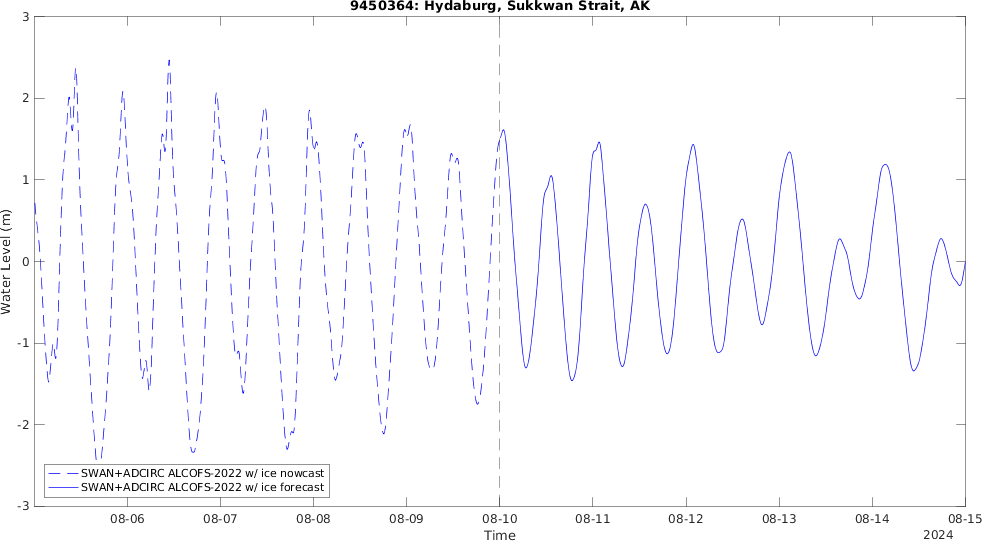 9450364: Hydaburg, Sukkwan Strait, AK
3
2
1
0
-1
-2
-3
Water Level (m)
SWAN+ADCIRC ALCOFS-2022 w/ ice nowcast
SWAN+ADCIRC ALCOFS-2022 w/ ice forecast
08-06 08-07 08-08 08-09 08-10 08-11 08-12 08-13 08-14 08-15
Time
2024